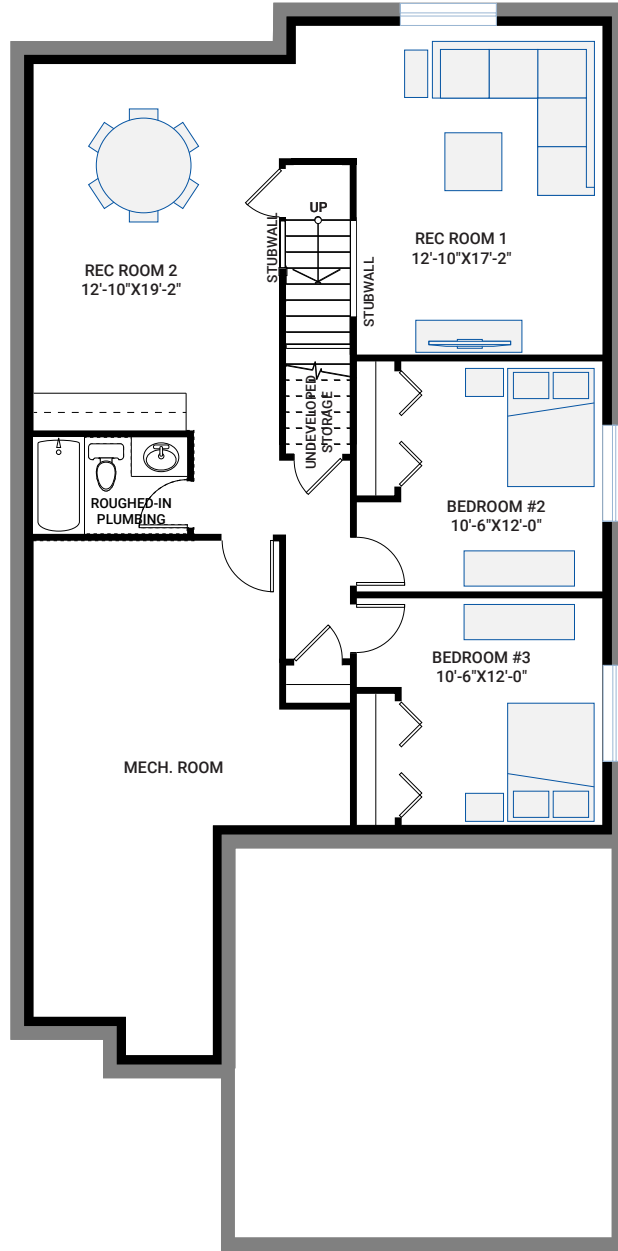 UP
STUBWALL
STUBWALL
REC ROOM 1
12'-10"X17'-2"
REC ROOM 2
12'-10"X19'-2"
UNDEVELOPED
STORAGE
ROUGHED-IN
PLUMBING
BEDROOM #2
10'-6"X12'-0"
BEDROOM #3
10'-6"X12'-0"
MECH. ROOM